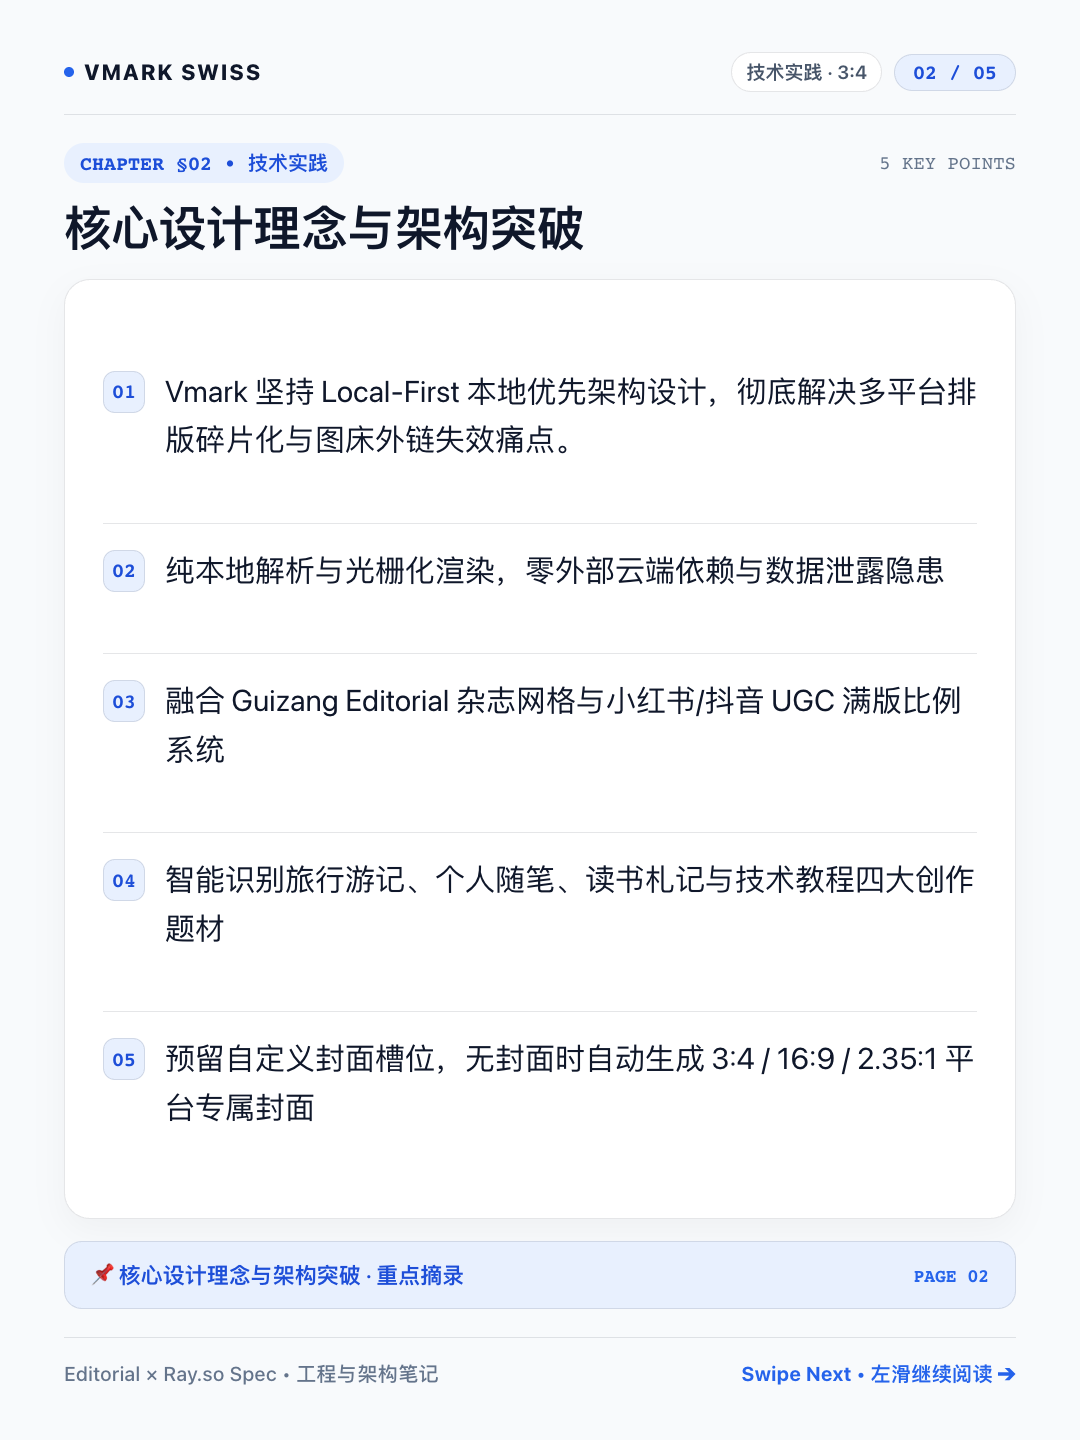 VMARK SWISS
技术实践 · 3:4
02 / 05
CHAPTER §02 • 技术实践
5 KEY POINTS
核心设计理念与架构突破
01
Vmark 坚持 Local-First 本地优先架构设计，彻底解决多平台排
版碎片化与图床外链失效痛点。
02
纯本地解析与光栅化渲染，零外部云端依赖与数据泄露隐患
03
融合 Guizang Editorial 杂志网格与小红书/抖音 UGC 满版比例
系统
04
智能识别旅行游记、个人随笔、读书札记与技术教程四大创作
题材
05
预留自定义封面槽位，无封面时自动生成 3:4 / 16:9 / 2.35:1 平
台专属封面
📌 核心设计理念与架构突破 · 重点摘录
PAGE 02
Editorial × Ray.so Spec • 工程与架构笔记
Swipe Next • 左滑继续阅读 ➔